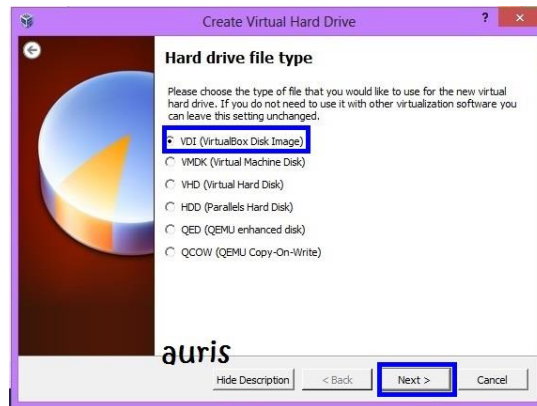 Create Virtual Hard Drive
?
×
Hard drive file type
Please choose the type of file that you would like to use for the new virtual
hard drive. If you do not need to use it with other virtualization software you
can leave this setting unchanged.
VDI (VirtualBox Disk Image)
VMDK (Virtual Machine Disk)
VHD (Virtual Hard Disk)
HDD (Parallels Hard Disk)
QED (QEMU enhanced disk)
QCOW (QEMU Copy-On-Write)
auris
Hide Description < Back Next > Cancel